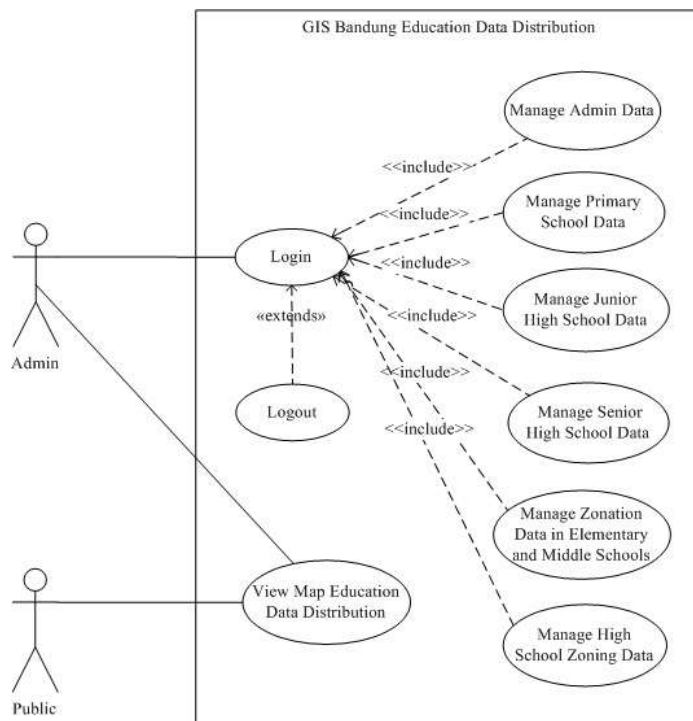 GIS Bandung Education Data Distribution
Manage Admin Data
<<include>>
Manage Primary
School Data
<<include>>
Login
<<include>>
Manage Junior
High School Data
«extends»
<<include>>
Admin
<<include>>
Logout
Manage Senior
High School Data
<<include>>
Manage Zonation
Data in Elementary
and Middle Schools
View Map Education
Data Distribution
Manage High
School Zoning Data
Public